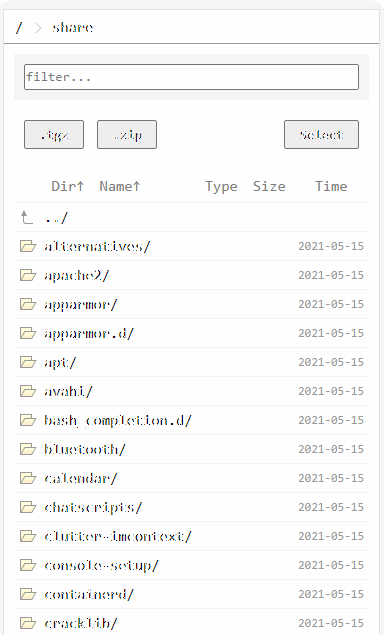 / > share
filter...
.tgz .zip Select
Dir↑ Name↑ Type Size Time
../
alternatives/ 2021-05-15
apache2/ 2021-05-15
apparmor/ 2021-05-15
apparmor.d/ 2021-05-15
apt/ 2021-05-15
avahi/ 2021-05-15
bash_completion.d/ 2021-05-15
bluetooth/ 2021-05-15
calendar/ 2021-05-15
chatscripts/ 2021-05-15
clutter-imcontext/ 2021-05-15
console-setup/ 2021-05-15
containerd/ 2021-05-15
cracklib/ 2021-05-15